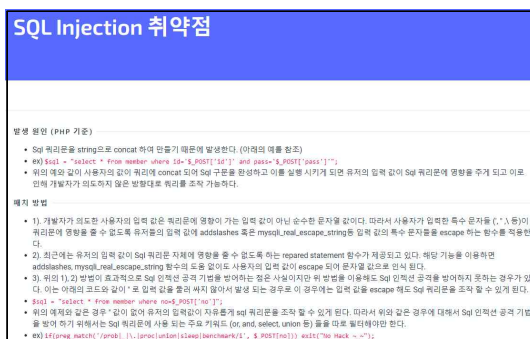 SQL Injection 취약점
발생 원인 (PHP 기준)
• Sql 쿼리문을 string으로 concat 하여 만들기 때문에 발생한다. (아래의 예를 참조)
• ex) $sql = "select * from member where id='$_POST['id']' and pass='$_POST['pass']'";
• 위의 예와 같이 사용자의 값이 쿼리에 concat 되어 Sql 구문을 완성하고 이를 실행 시키게 되면 유저의 입력 값이 Sql 쿼리문에 영향을 주게 되고 이로
인해 개발자가 의도하지 않은 방향대로 쿼리를 조작 가능하다.
패치 방법
• 1). 개발자가 의도한 사용자의 입력 값은 쿼리문에 영향이 가는 입력 값이 아닌 순수한 문자열 값이다. 따라서 사용자가 입력한 특수 문자들 (', ", \ 등)이
쿼리문에 영향을 줄 수 없도록 유저들의 입력 값에 addslashes 혹은 mysqli_real_escape_string등 입력 값의 특수 문자들을 escape 하는 함수를 적용한
다.
• 2). 최근에는 유저의 입력 값이 Sql 쿼리문 자체에 영향을 줄 수 없도록 하는 repared statement 함수가 제공되고 있다. 해당 기능을 이용하면
addslashes, mysqli_real_escape_string 함수의 도움 없이도 사용자의 입력 값이 escape 되어 문자열 값으로 인식 된다.
• 3). 위의 1), 2) 방법이 효과적으로 Sql 인젝션 공격 기법을 방어하는 점은 사실이지만 위 방법을 이용해도 Sql 인젝션 공격을 방어하지 못하는 경우가 있
다. 이는 아래의 코드와 같이 " 로 입력 값을 둘러 싸지 않아서 발생 되는 경우로 이 경우에는 입력 값을 escape 해도 Sql 쿼리문을 조작 할 수 있게 된다.
• $sql = "select * from member where no=$_POST['no']";
• 위의 예제와 같은 경우 " 값이 없어 유저의 입력값이 자유롭게 sql 쿼리문을 조작 할 수 있게 된다. 따라서 위와 같은 경우에 대해서 Sql 인젝션 공격 기법
을 방어 하기 위해서는 Sql 쿼리문에 사용 되는 주요 키워드 (or, and, select, union 등) 들을 따로 필터해야만 한다.
• ex) if(preg_match('/prob|_|\.|proc|union|sleep|benchmark/i', $_POST[no])) exit("No Hack ~_~");